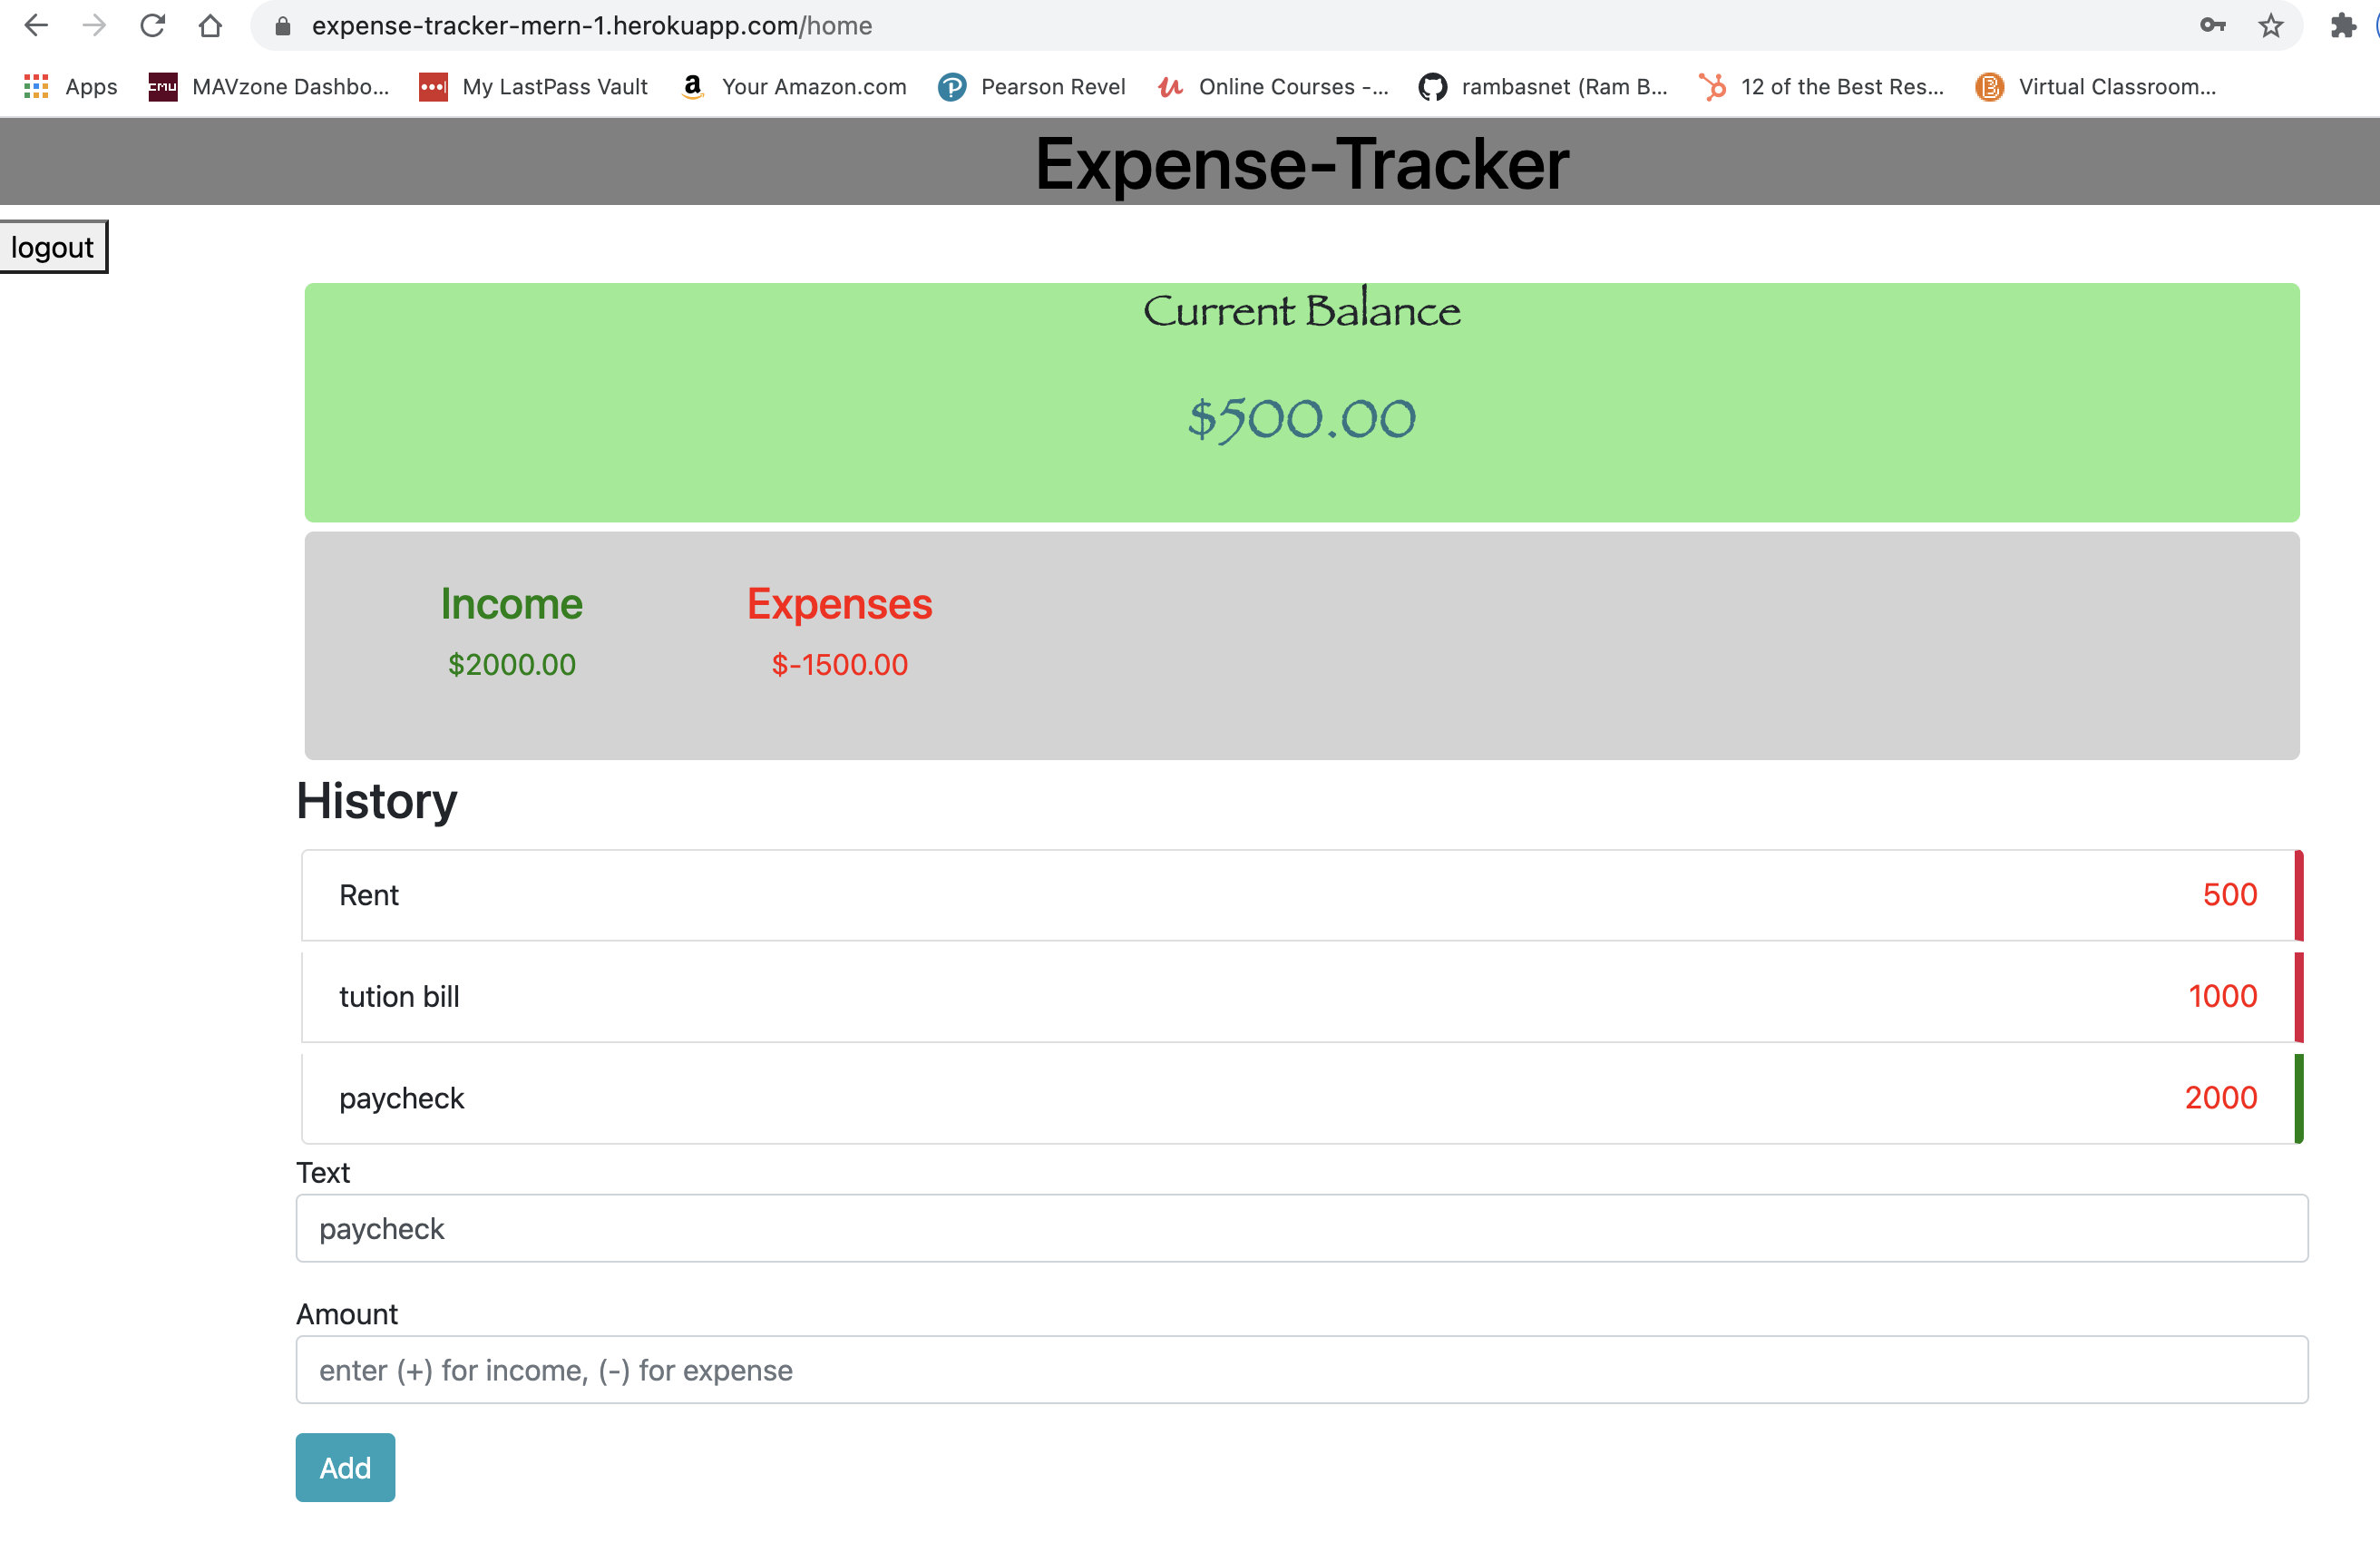 expense-tracker-mern-1.herokuapp.com/home
Apps MAVzone Dashbo... My LastPass Vault Your Amazon.com Pearson Revel Online Courses -... rambasnet (Ram B... 12 of the Best Res... Virtual Classroom...
Expense-Tracker
logout
Current Balance
$500.00
Income Expenses
$2000.00 $-1500.00
History
Rent 500
tution bill 1000
paycheck 2000
Text
paycheck
Amount
enter (+) for income, (-) for expense
Add